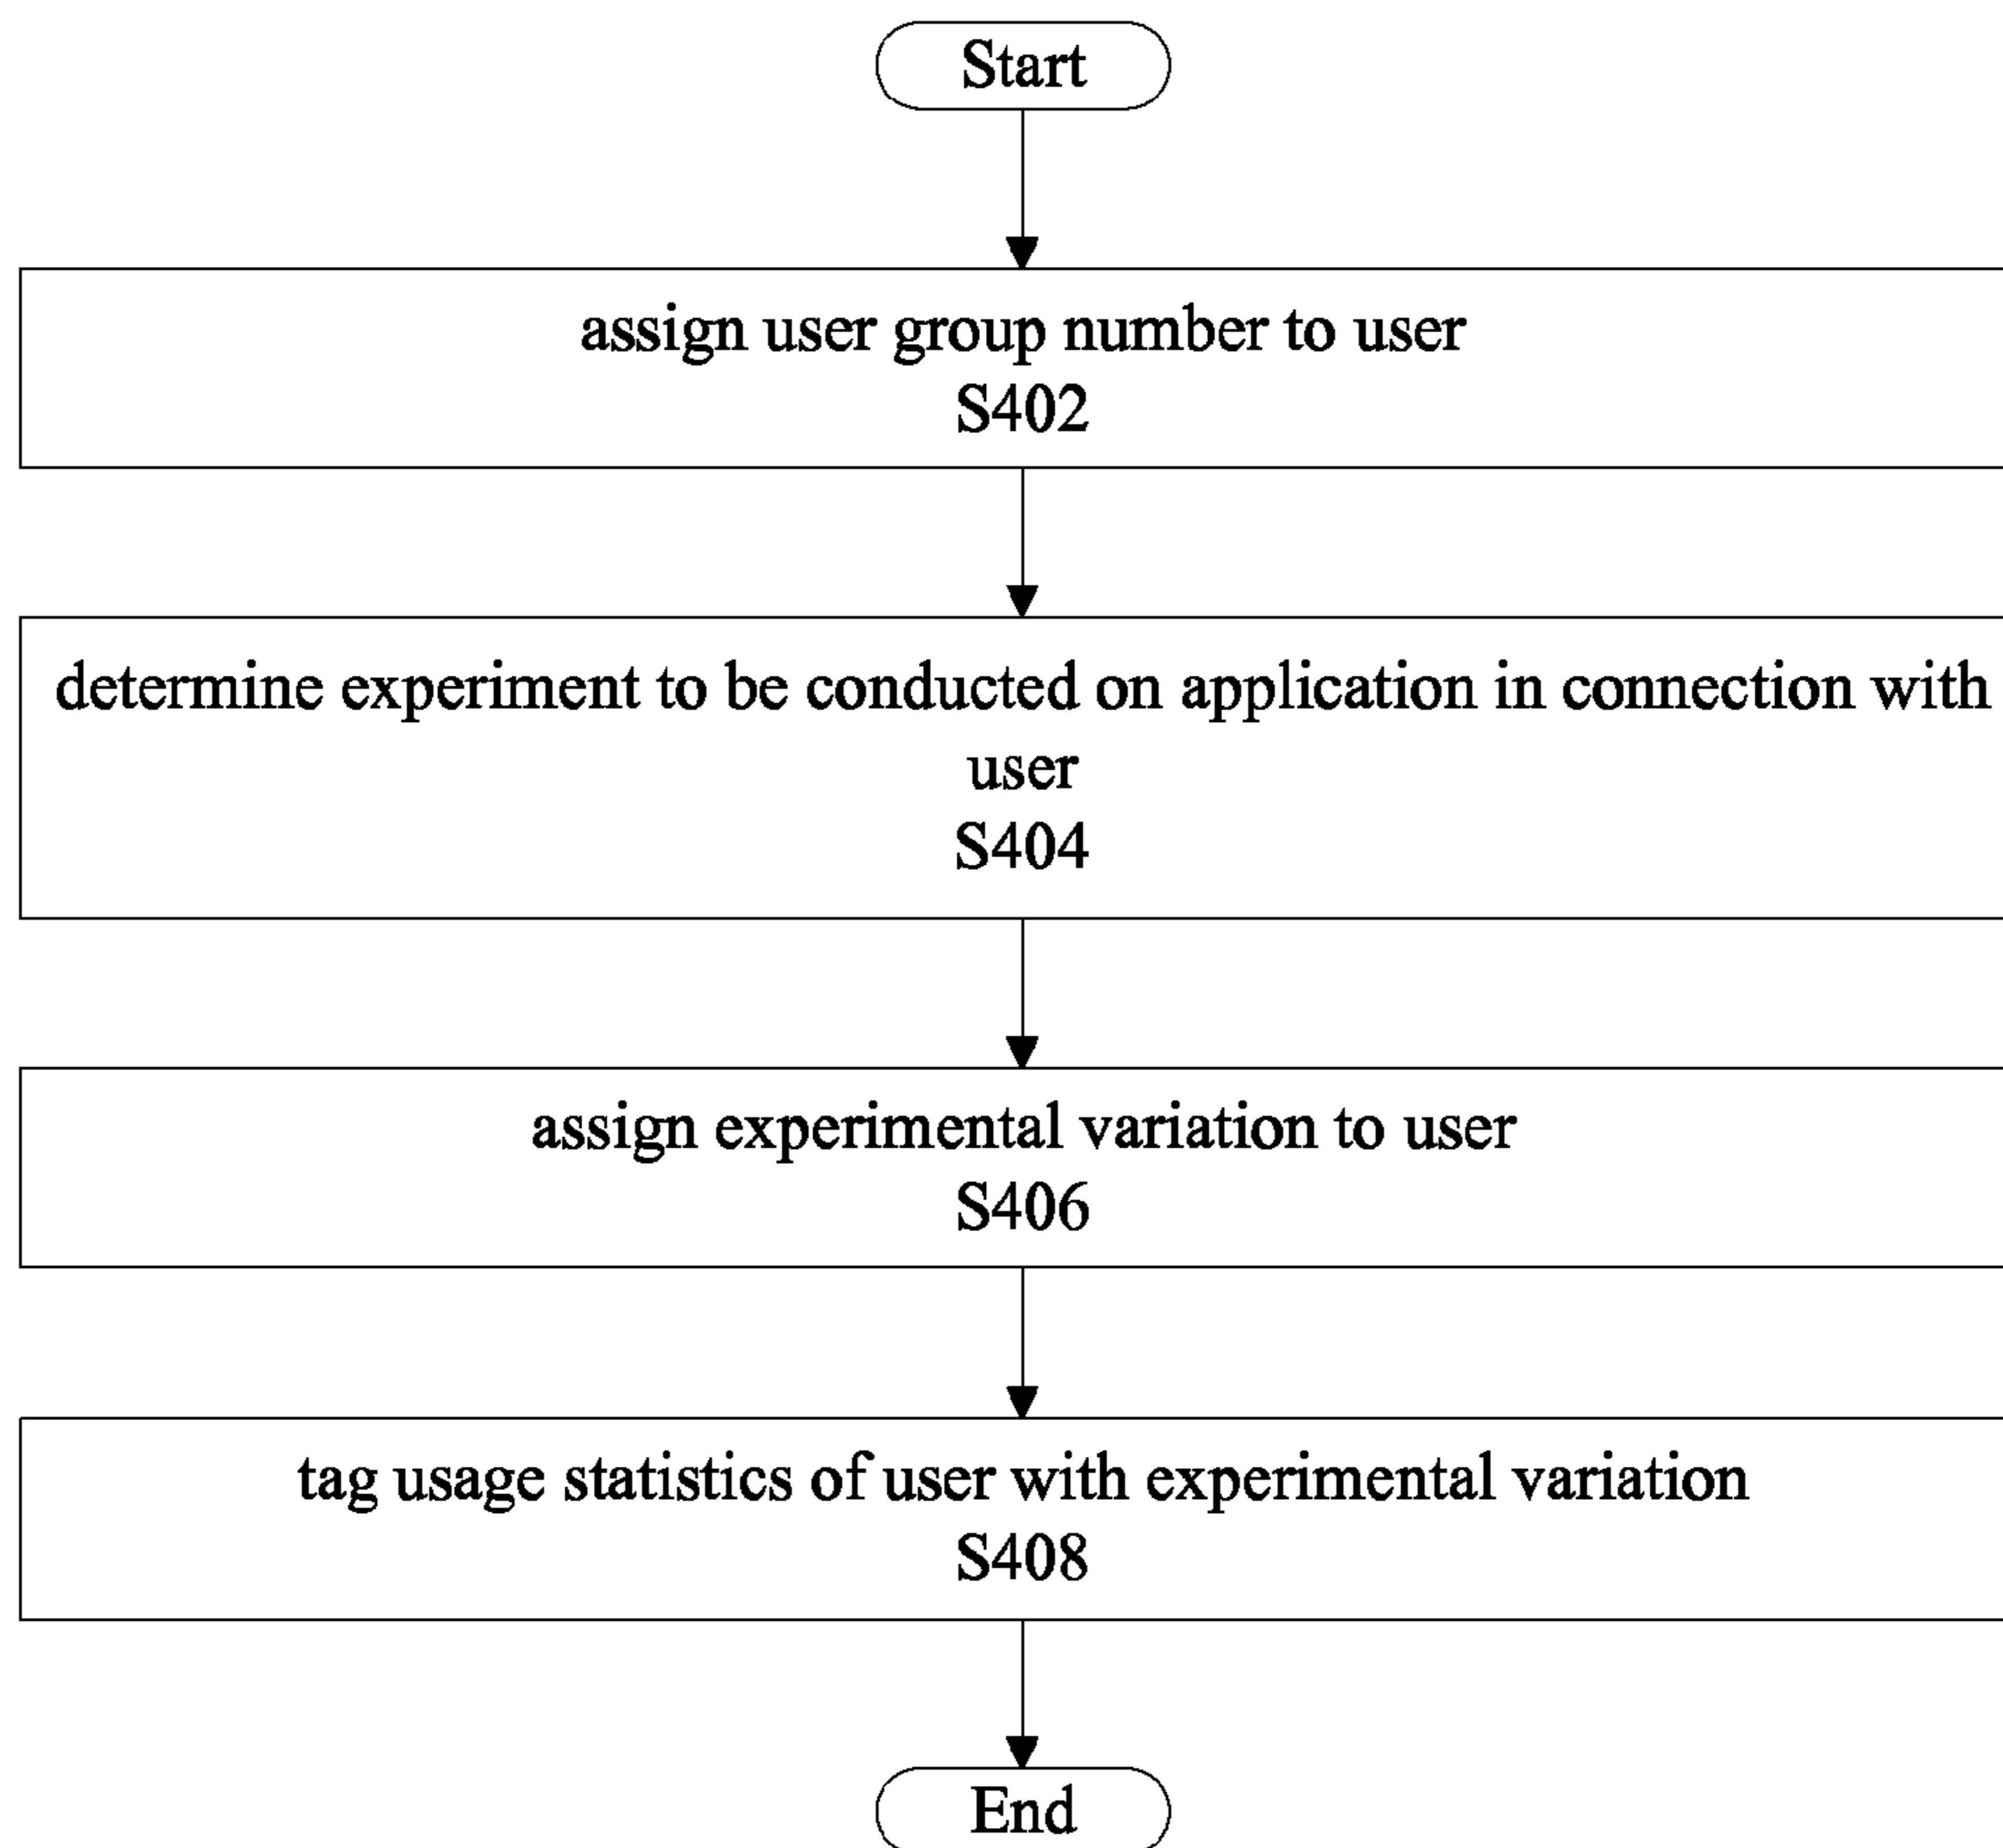 Start
assign user group number to user
S402
determine experiment to be conducted on application in connection with
user
S404
assign experimental variation to user
S406
tag usage statistics of user with experimental variation
S408
End